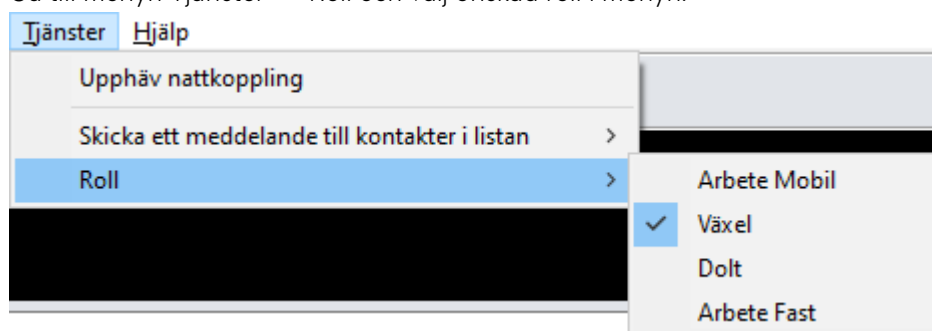 Tjänster Hjälp
Upphäv nattkoppling
Skicka ett meddelande till kontakter i listan
Roll
Arbete Mobil
Växel
Dolt
Arbete Fast